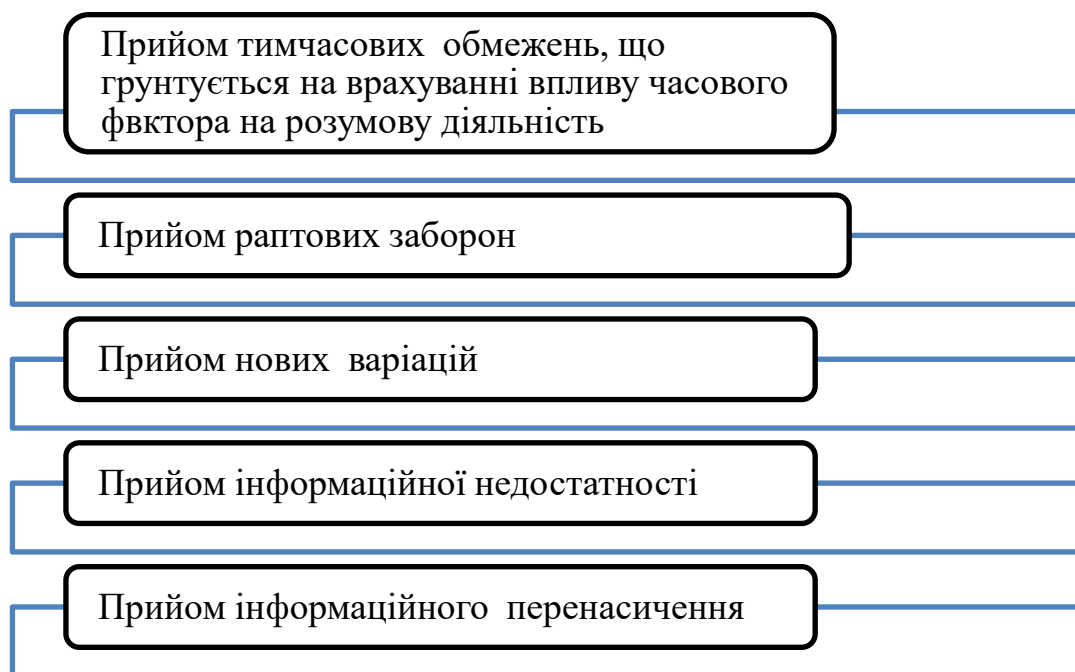 Прийом тимчасових  обмежень, що
грунтується на врахуванні впливу часового
фвктора на розумову діяльність
Прийом раптових заборон
Прийом нових  варіацій
Прийом інформаційної недостатності
Прийом інформаційного  перенасичення